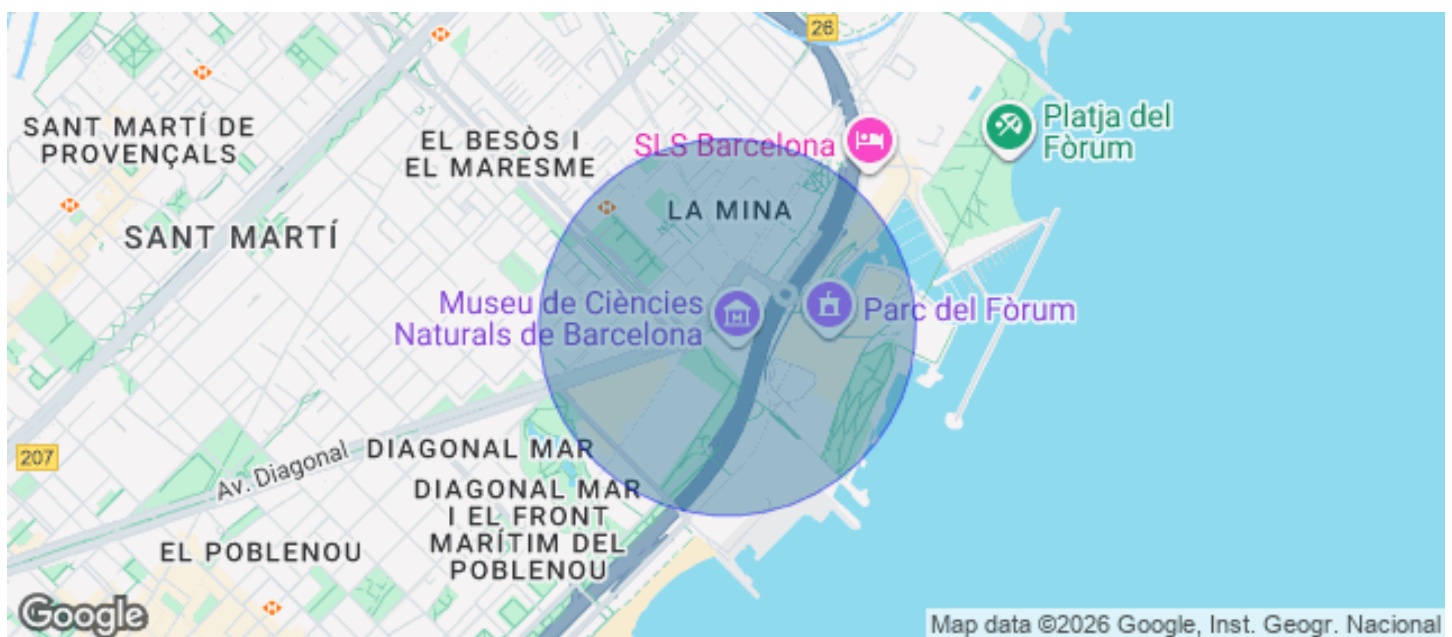 26
Platja del
Fòrum
SLS Barcelona
SANT MARTÍ DE
PROVENÇALS
EL BESÒS I
EL MARESME
LA MINA
SANT MARTÍ
Museu de Ciències
Naturals de Barcelona
Parc del Fòrum
207
Av. Diagonal
DIAGONAL MAR
DIAGONAL MAR
I EL FRONT
MARÍTIM DEL
POBLENOU
EL POBLENOU
Google
Map data ©2026 Google, Inst. Geogr. Nacional